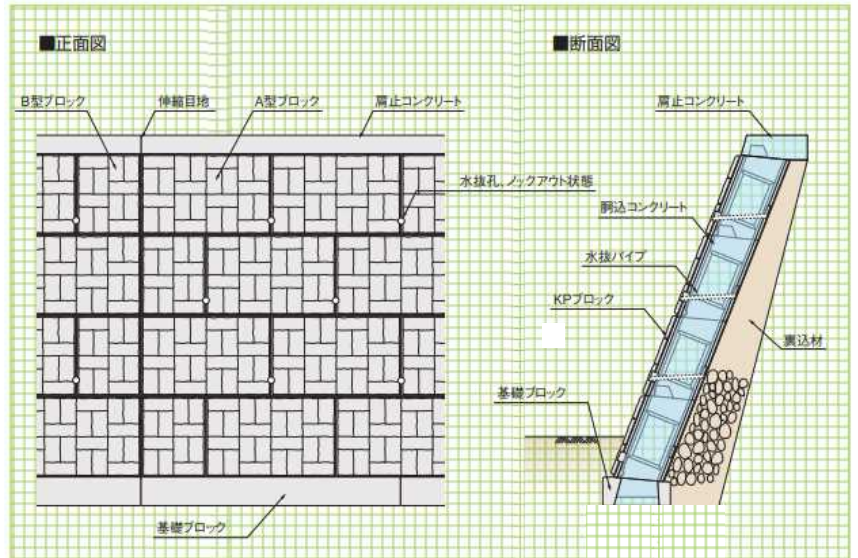 ■正面図
B型ブロック
伸縮目地
A型ブロック
肩止コンクリート
水抜孔、ノックアウト状態
基礎ブロック
■断面図
肩止コンクリート
胴込コンクリート
水抜パイプ
KPブロック
裏込材
基礎ブロック